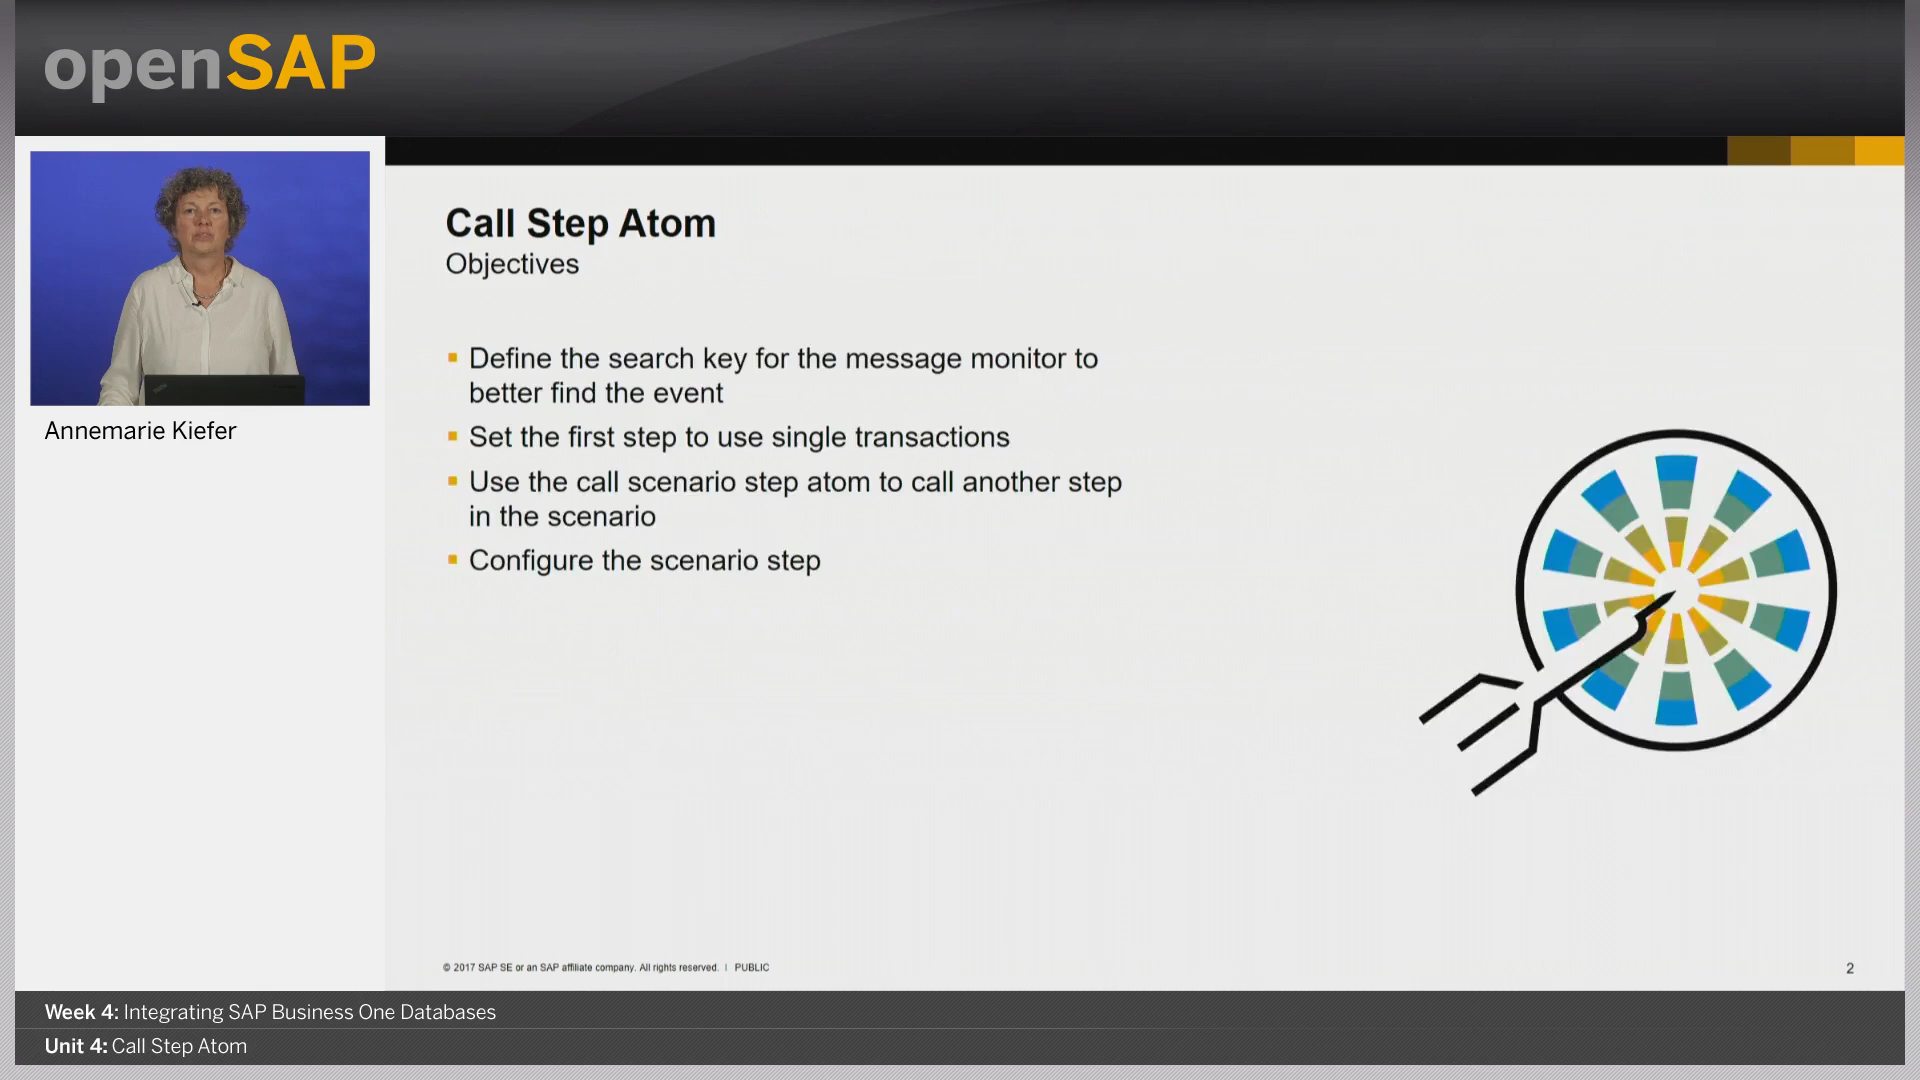 openSAP
Annemarie Kiefer
Call Step Atom
Objectives
▪ Define the search key for the message monitor to
better find the event
▪ Set the first step to use single transactions
▪ Use the call scenario step atom to call another step
in the scenario
▪ Configure the scenario step
© 2017 SAP SE or an SAP affiliate company. All rights reserved. | PUBLIC
2
Week 4: Integrating SAP Business One Databases
Unit 4: Call Step Atom